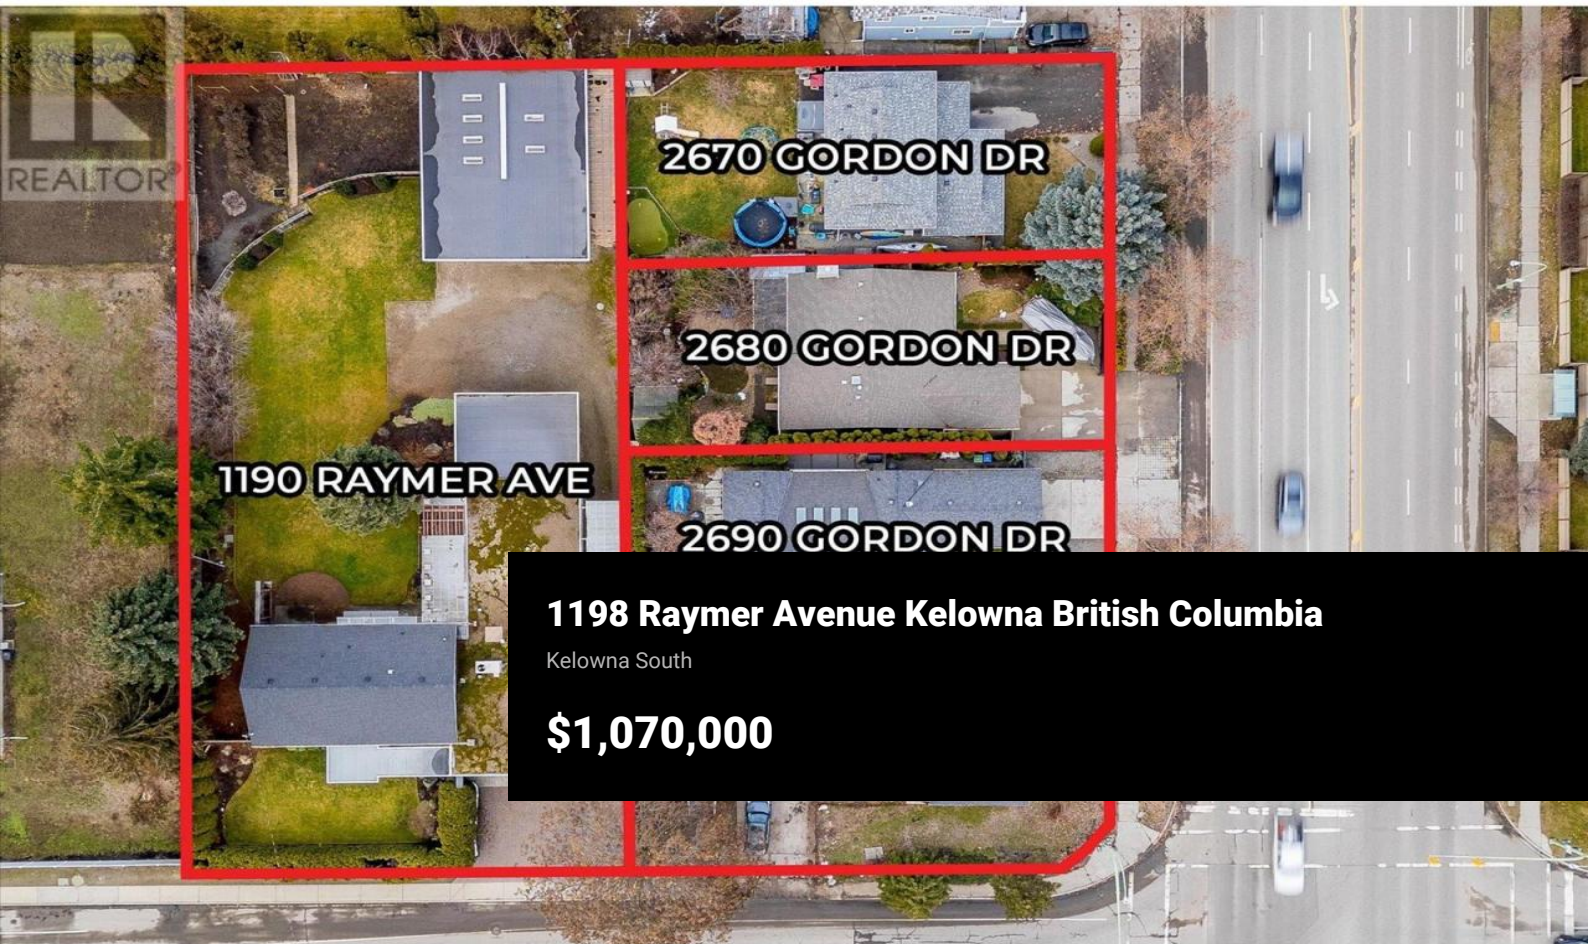 REALTOR®
2670 GORDON DR
2680 GORDON DR
1190 RAYMER AVE
2690 GORDON DR
1198 Raymer Avenue Kelowna British Columbia
Kelowna South
$1,070,000